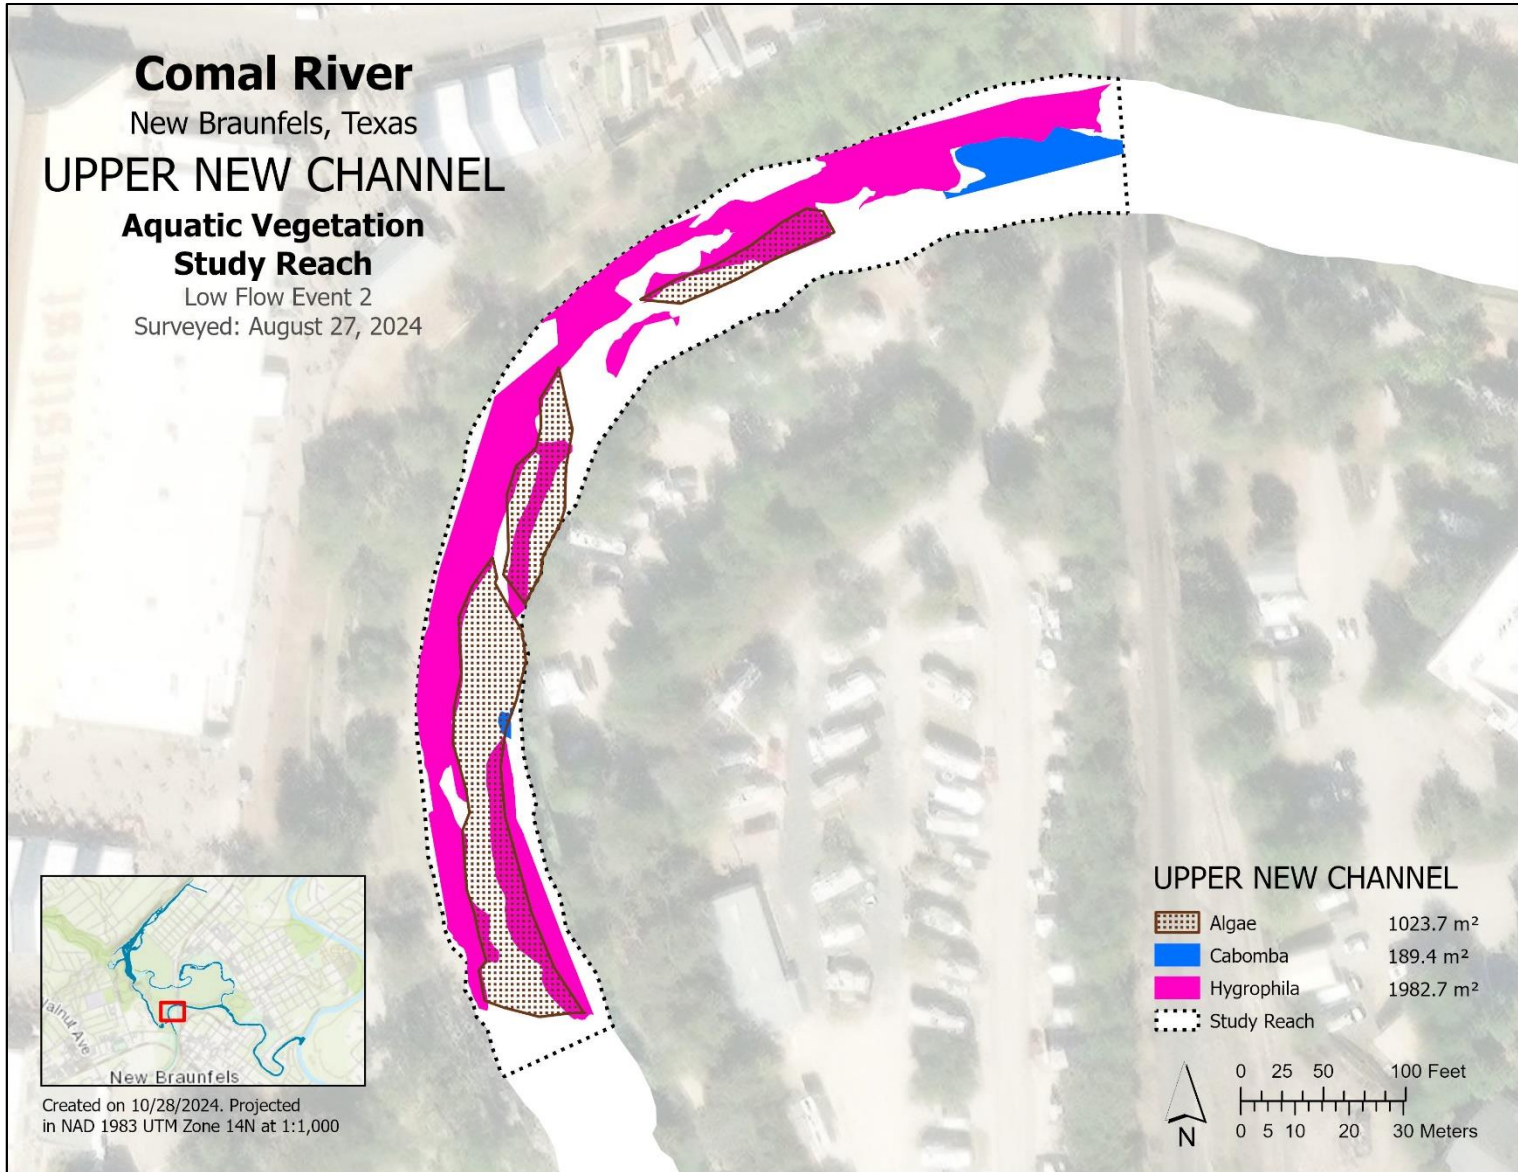 Comal River
New Braunfels, Texas
UPPER NEW CHANNEL
Aquatic Vegetation
Study Reach
Low Flow Event 2
Surveyed: August 27, 2024
Wurstfest
UPPER NEW CHANNEL
Algae 1023.7 m²
Cabomba 189.4 m²
Hygrophila 1982.7 m²
Study Reach
0 25 50 100 Feet
0 5 10 20 30 Meters
N
Walnut Ave
New Braunfels
Created on 10/28/2024. Projected
in NAD 1983 UTM Zone 14N at 1:1,000